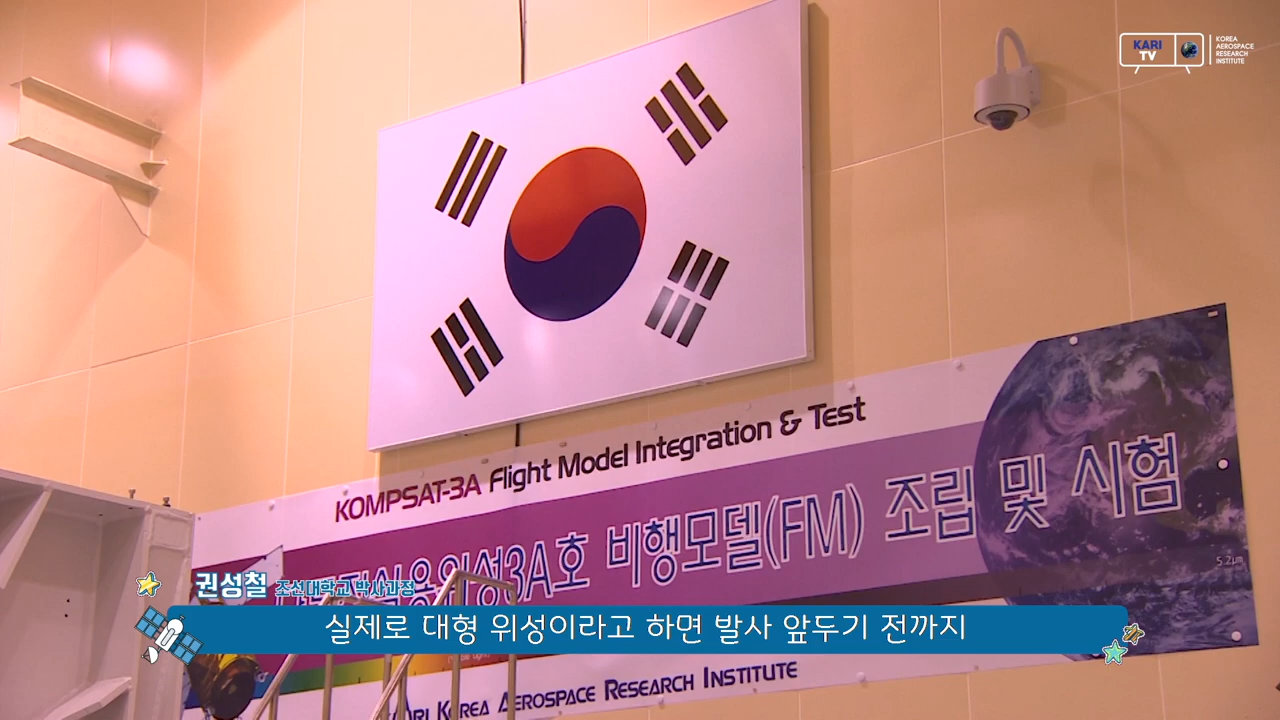 KARI
TV
KOREA
AEROSPACE
RESEARCH
INSTITUTE
KOMPSAT-3A Flight Model Integration & Test
비행모델(FM) 조립 및 시험
5.2μm
권성철 조선대학교 박사과정
실제로 대형 위성이라고 하면 발사 앞두기 전까지
KARI KOREA AEROSPACE RESEARCH INSTITUTE